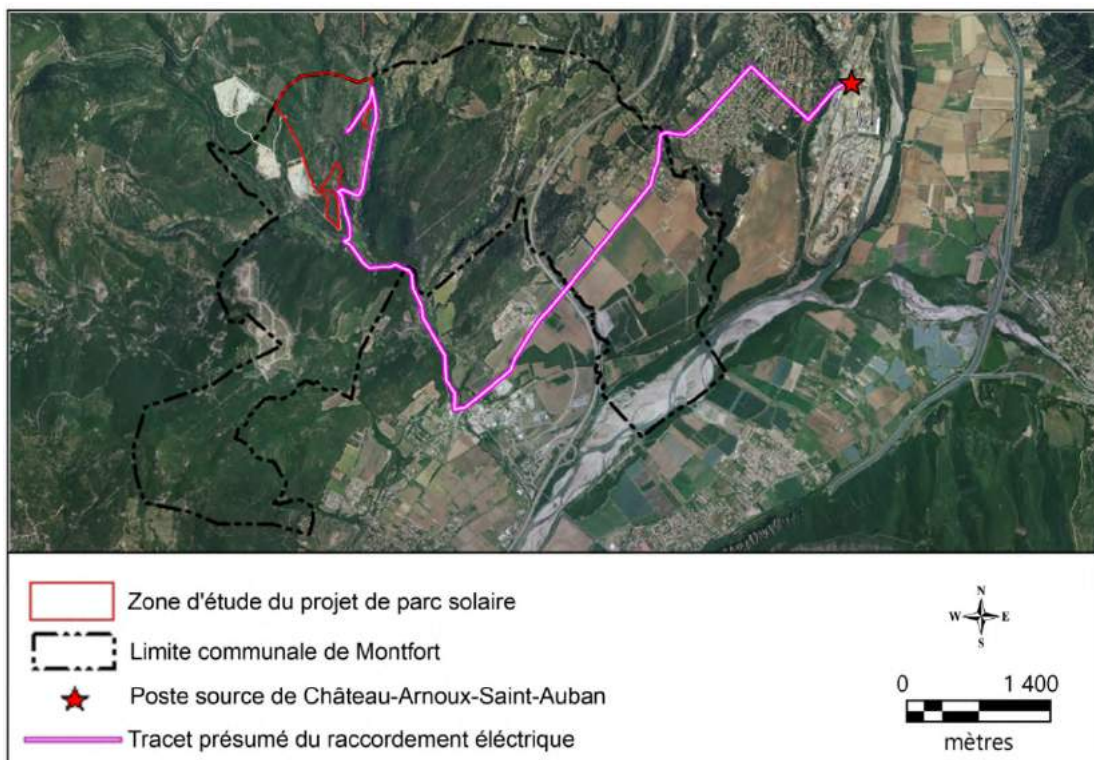 Zone d'étude du projet de parc solaire
Limite communale de Montfort
Poste source de Château-Arnoux-Saint-Auban
Tracet présumé du raccordement éléctrique
N
W E
S
0 1 400
mètres